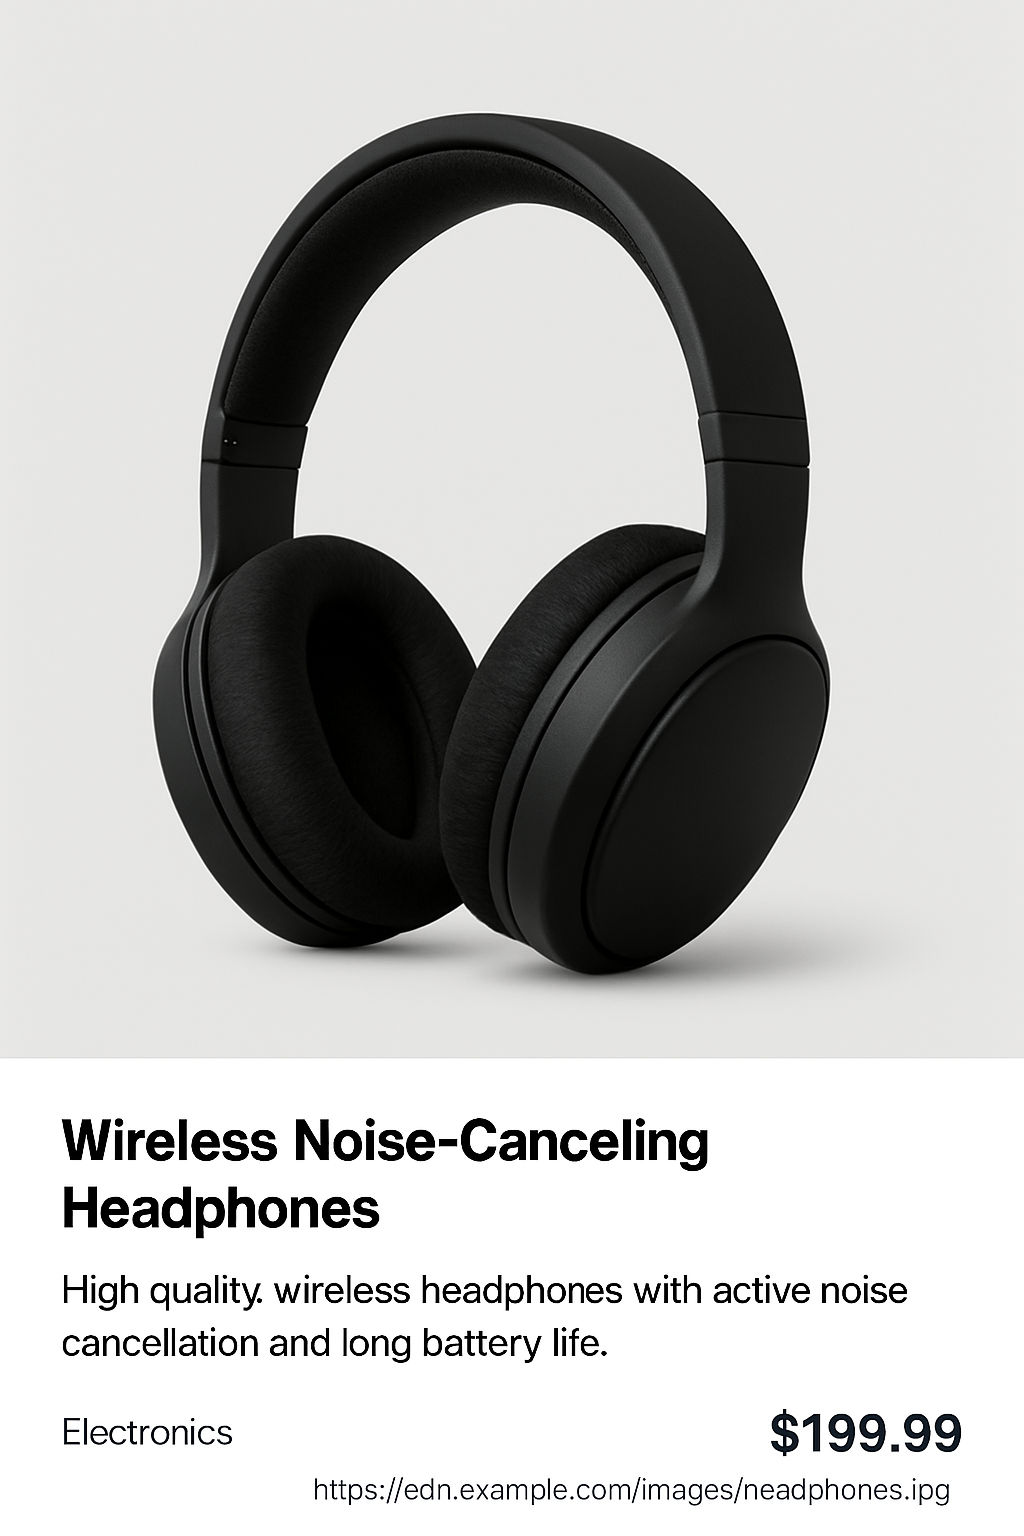 Wireless Noise-Canceling
Headphones
High quality. wireless headphones with active noise
cancellation and long battery life.
Electronics
$199.99
https://edn.example.com/images/neadphones.ipg